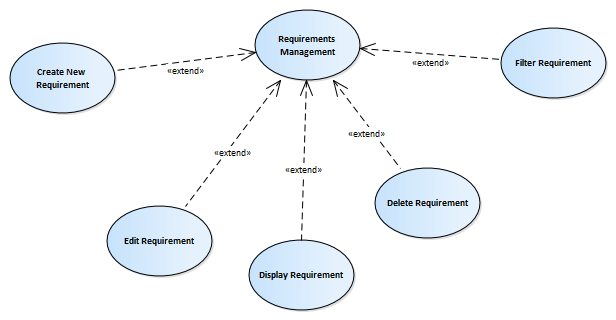 Requirements
Management
Create New
Requirement
Filter Requirement
«extend»
«extend»
«extend»
«extend»
«extend»
Delete Requirement
Edit Requirement
Display Requirement